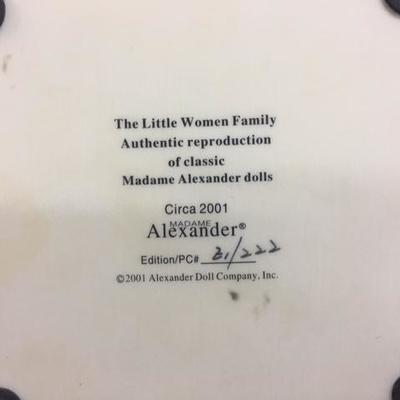 The Little Women Family
Authentic reproduction
of classic
Madame Alexander dolls
Circa 2001
MADAME
Alexander®
Edition/PC# /222
©2001 Alexander Doll Company, Inc.